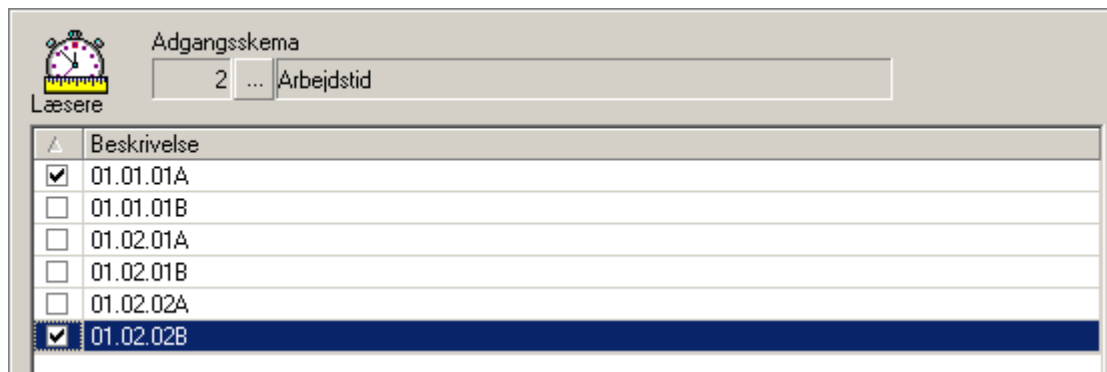 Adgangsskema
2 ... Arbejdstid
Læsere
Beskrivelse
01.01.01A
01.01.01B
01.02.01A
01.02.01B
01.02.02A
01.02.02B